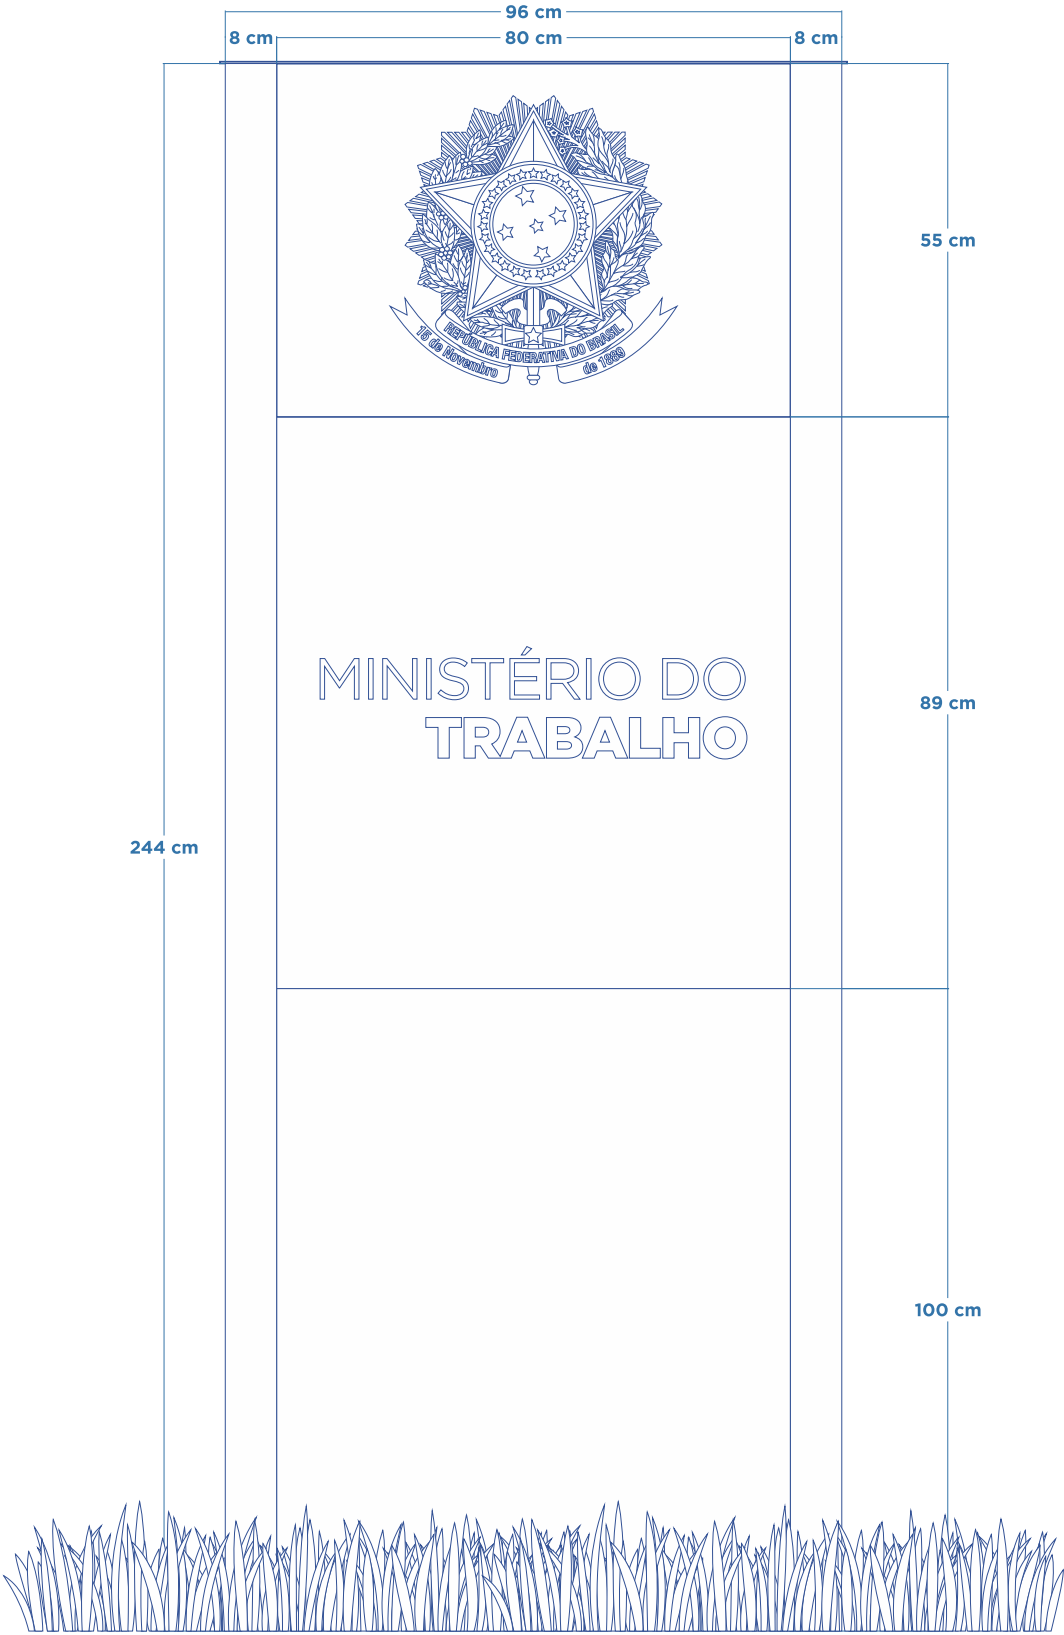 96 cm
8 cm 80 cm 8 cm
55 cm
REPÚBLICA FEDERATIVA DO BRASIL
15 de Novembro de 1889
MINISTÉRIO DO
TRABALHO
89 cm
244 cm
100 cm